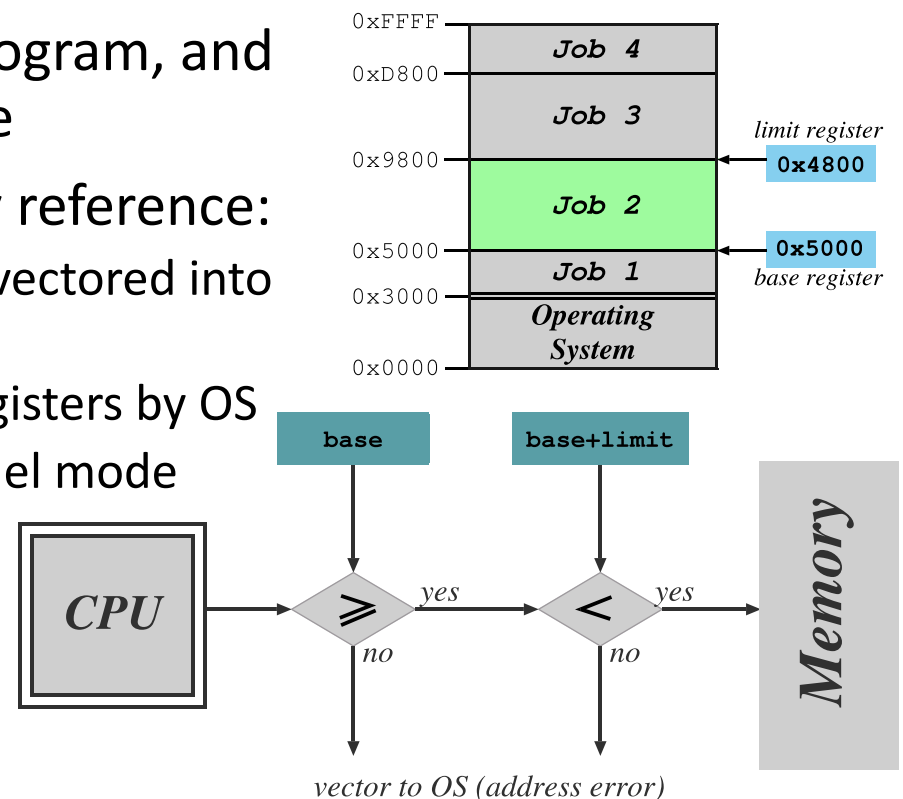 ogram, and
e
reference:
vectored into
gisters by OS
el mode
0xFFFF
Job 4
0xD800
Job 3
limit register
0x9800
0x4800
Job 2
0x5000
0x5000
Job 1
base register
0x3000
Operating
System
0x0000
base
base+limit
CPU
≥
yes
<
yes
Memory
no
no
vector to OS (address error)